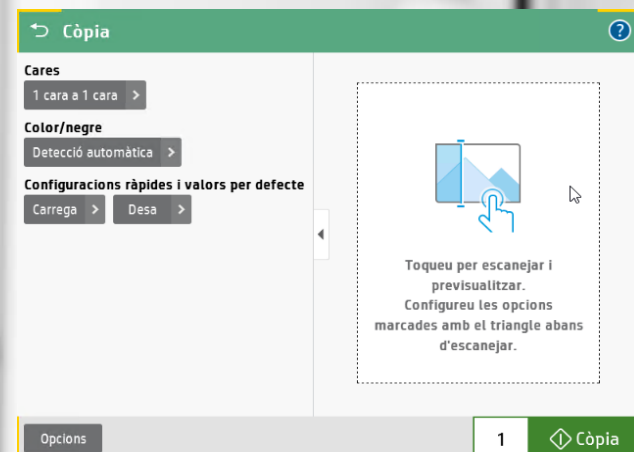 Còpia
?
Cares
1 cara a 1 cara >
Color/negre
Detecció automàtica >
Configuracions ràpides i valors per defecte
Carrega > Desa >
Toqueu per escanejar i
previsualitzar.
Configureu les opcions
marcades amb el triangle abans
d'escanejar.
Opcions
1
Còpia